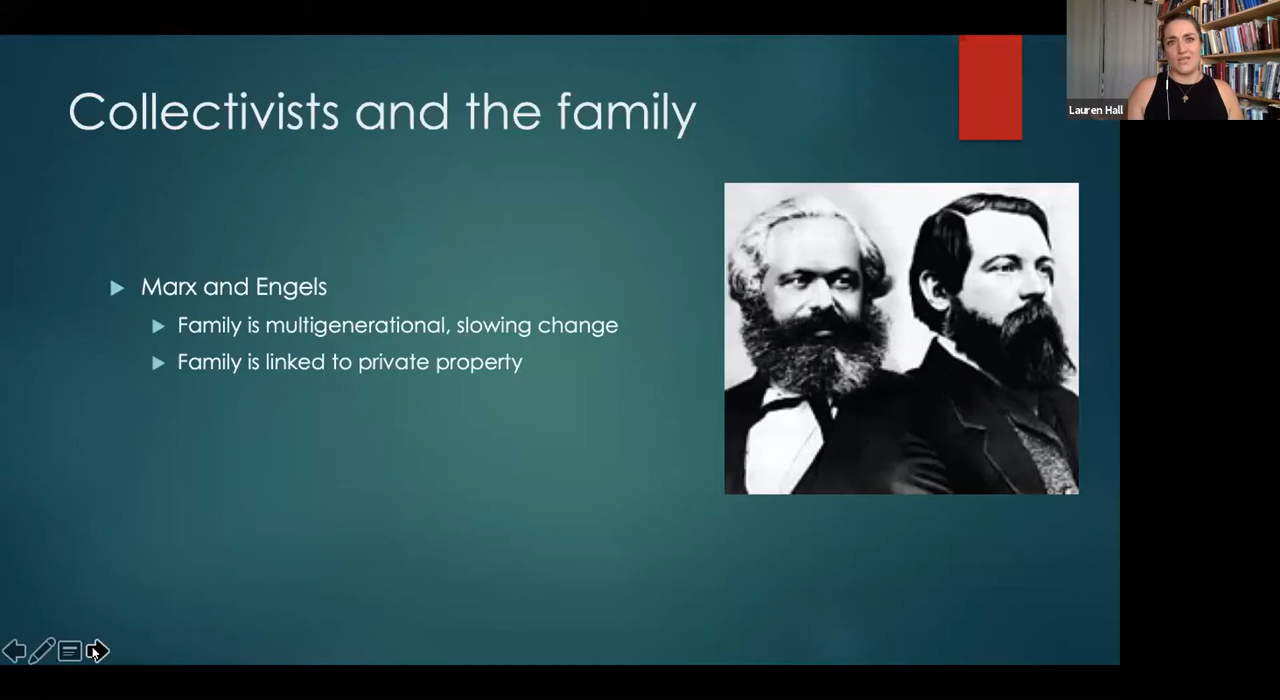 Collectivists and the family
Lauren Hall
Marx and Engels
Family is multigenerational, slowing change
Family is linked to private property